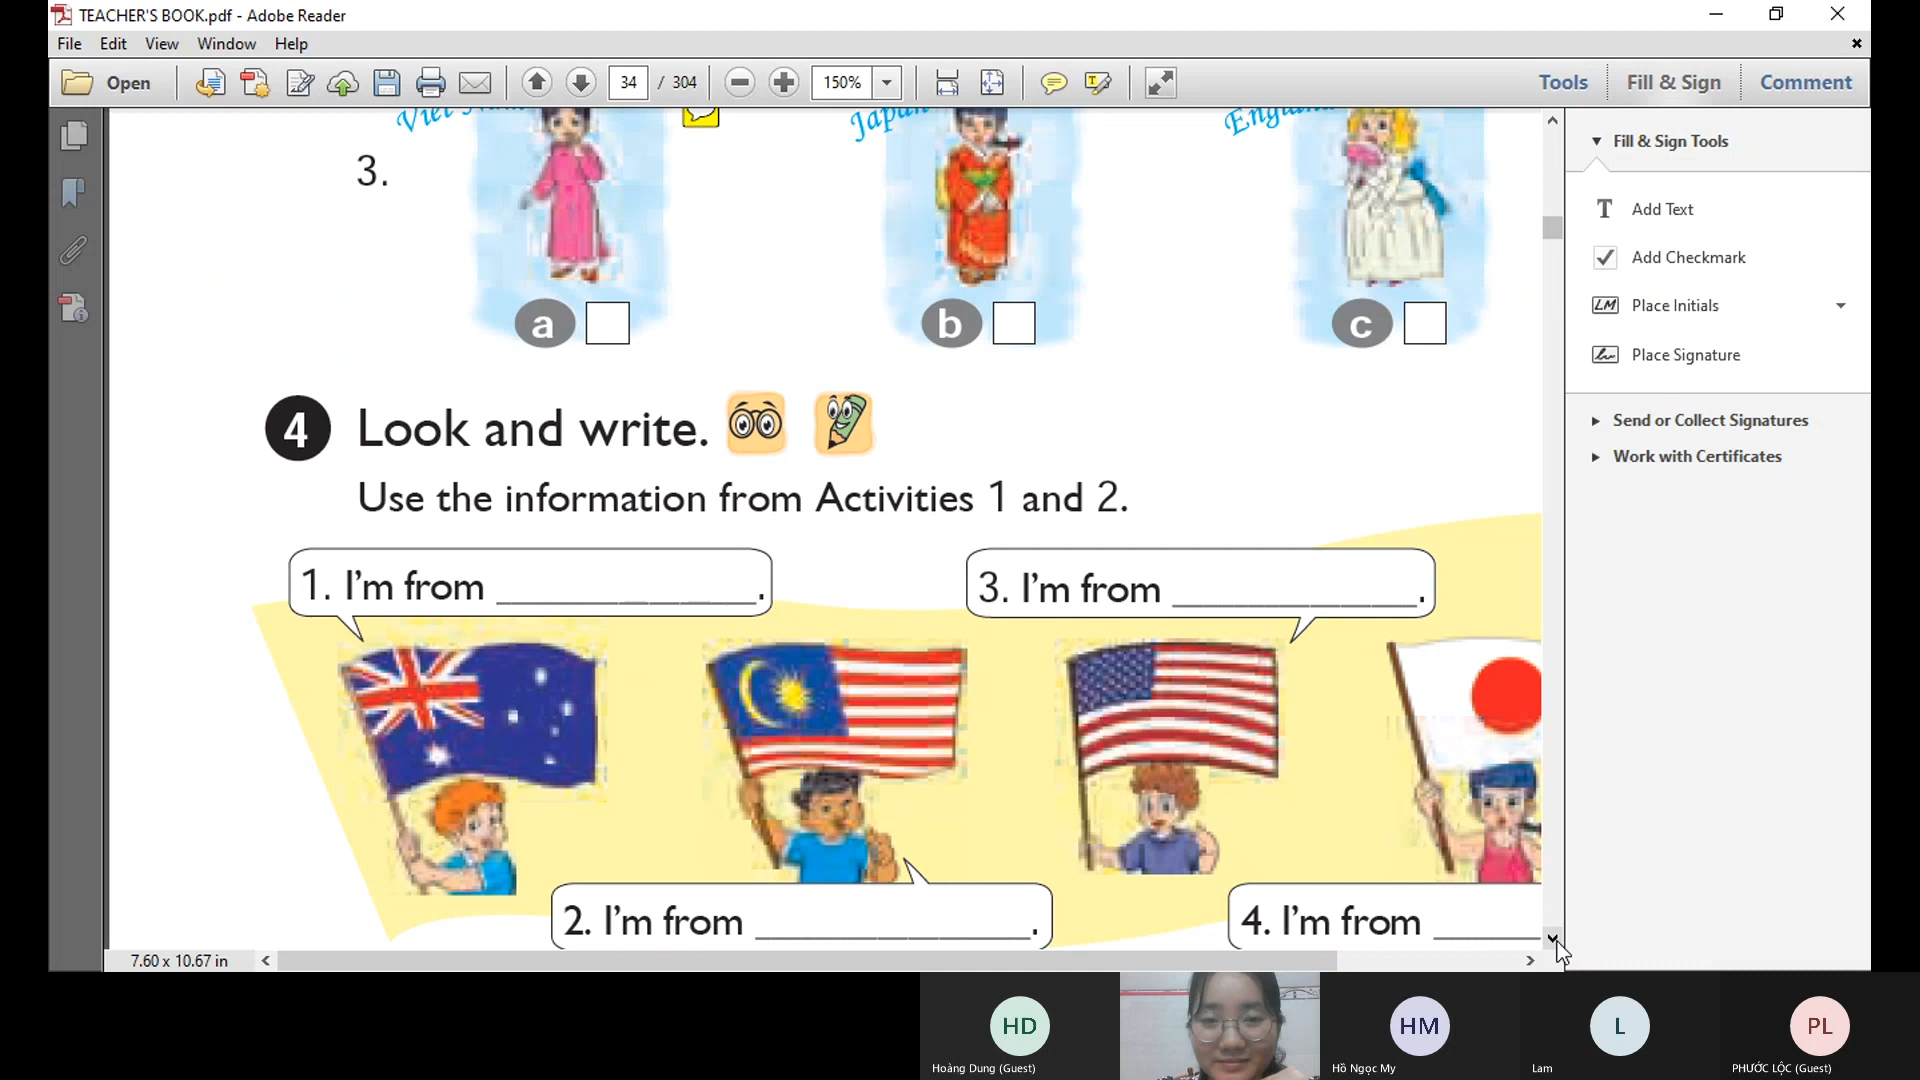 TEACHER'S BOOK.pdf - Adobe Reader
File Edit View Window Help
Open 34 / 304 150% Tools Fill & Sign Comment
Fill & Sign Tools
Add Text
Add Checkmark
LM Place Initials
Place Signature
Send or Collect Signatures
Work with Certificates
Japan
3.
a b c
4 Look and write.
Use the information from Activities 1 and 2.
1. I'm from ____________.
3. I'm from ____________.
2. I'm from ____________.
4. I'm from ______
7.60 x 10.67 in
HD HM L PL
Hoàng Dung (Guest) Hồ Ngọc My Lam PHƯỚC LỘC (Guest)